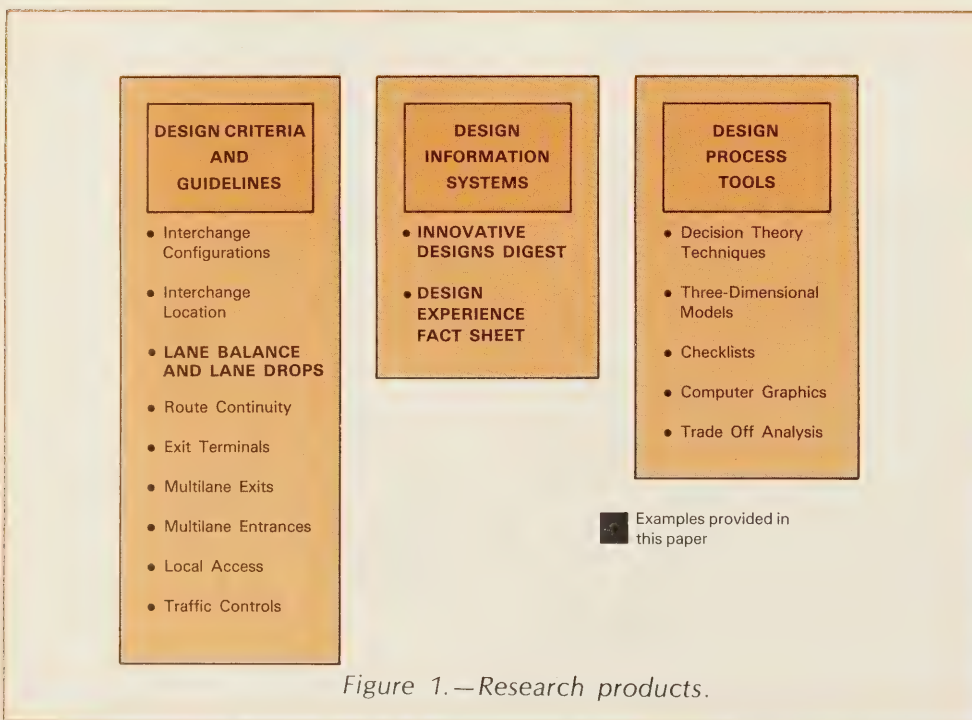 DESIGN CRITERIA
AND
GUIDELINES
• Interchange
Configurations
• Interchange
Location
• LANE BALANCE
AND LANE DROPS
• Route Continuity
• Exit Terminals
• Multilane Exits
• Multilane Entrances
• Local Access
• Traffic Controls
DESIGN
INFORMATION
SYSTEMS
• INNOVATIVE
DESIGNS DIGEST
• DESIGN
EXPERIENCE
FACT SHEET
DESIGN
PROCESS
TOOLS
• Decision Theory
Techniques
• Three-Dimensional
Models
• Checklists
• Computer Graphics
• Trade Off Analysis
Examples provided in
this paper
Figure 1.—Research products.